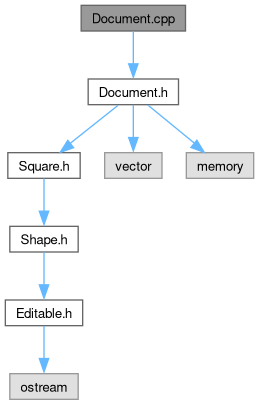 Document.cpp
Document.h
Square.h
vector
memory
Shape.h
Editable.h
ostream